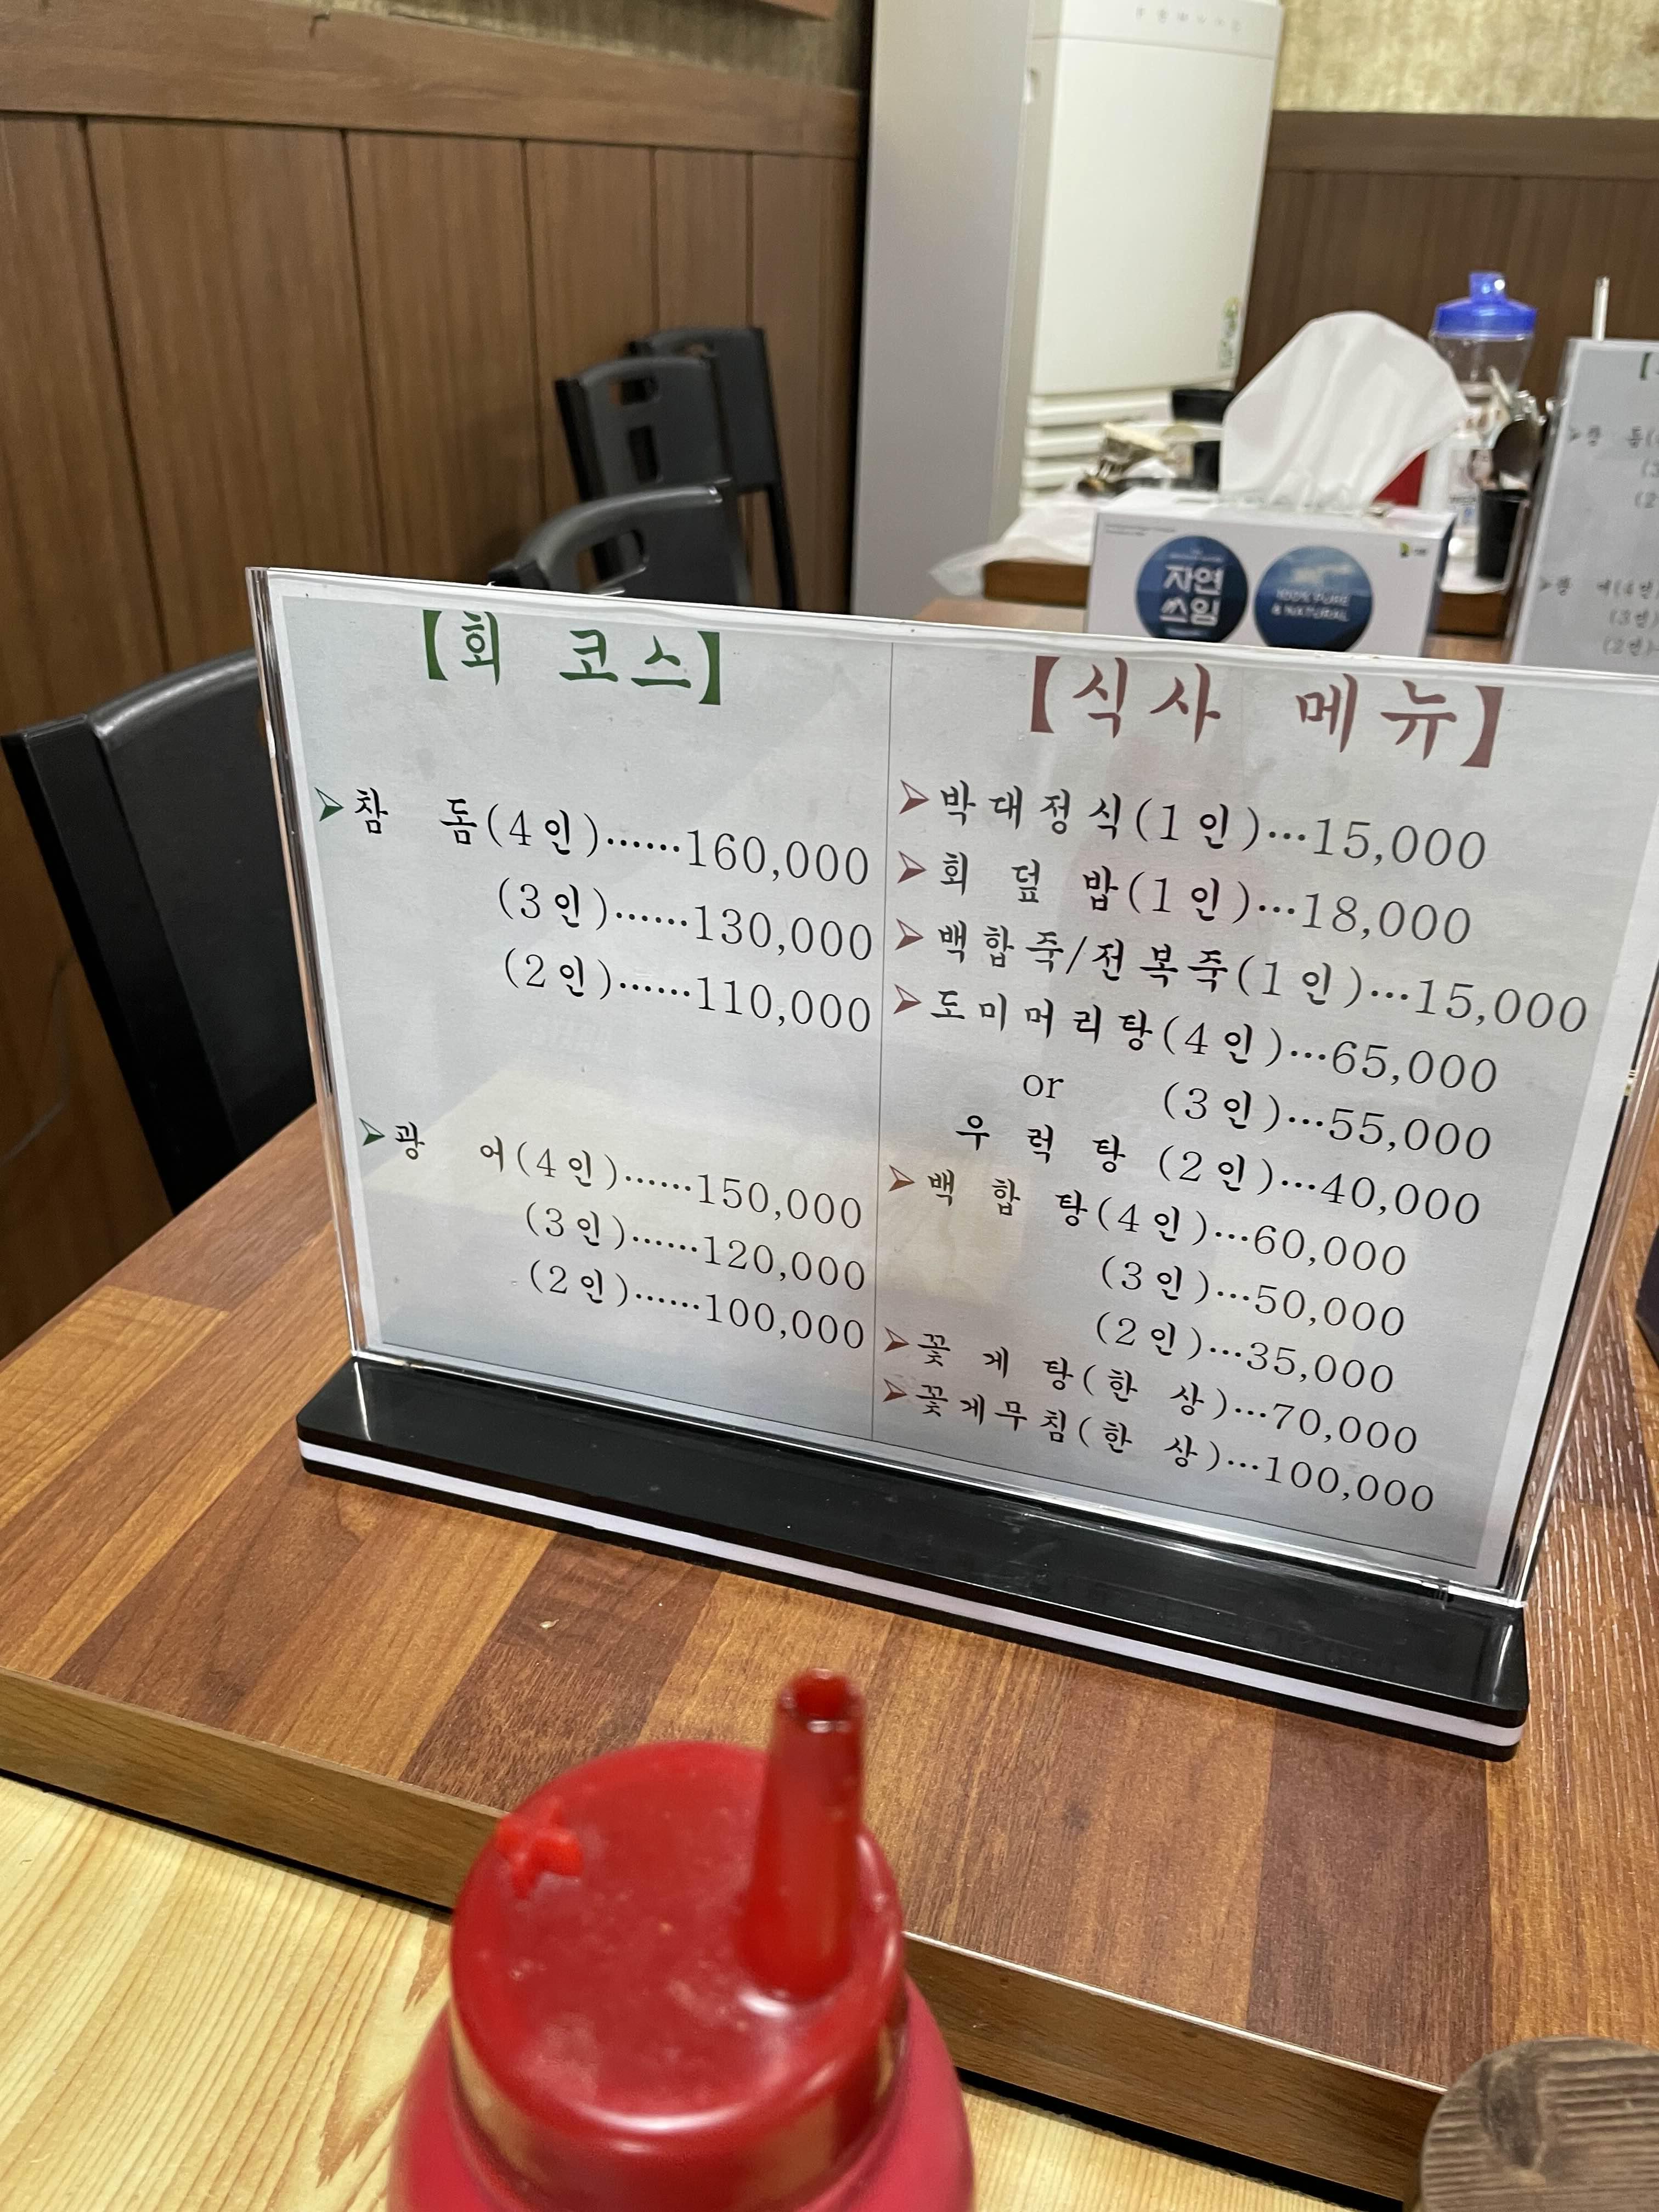 【회 코스】
➢참 돔(4인)……160,000
(3인)……130,000
(2인)……110,000
➢광 어(4인)……150,000
(3인)……120,000
(2인)……100,000
【식사 메뉴】
➢박대정식(1인)…15,000
➢회 덮 밥(1인)…18,000
➢백합죽/전복죽(1인)…15,000
➢도미머리탕(4인)…65,000
or (3인)…55,000
우 럭 탕 (2인)…40,000
➢백 합 탕(4인)…60,000
(3인)…50,000
(2인)…35,000
➢꽃 게 탕(한 상)…70,000
➢꽃게무침(한 상)…100,000
자연
쓰임
100% PURE
& NATURAL